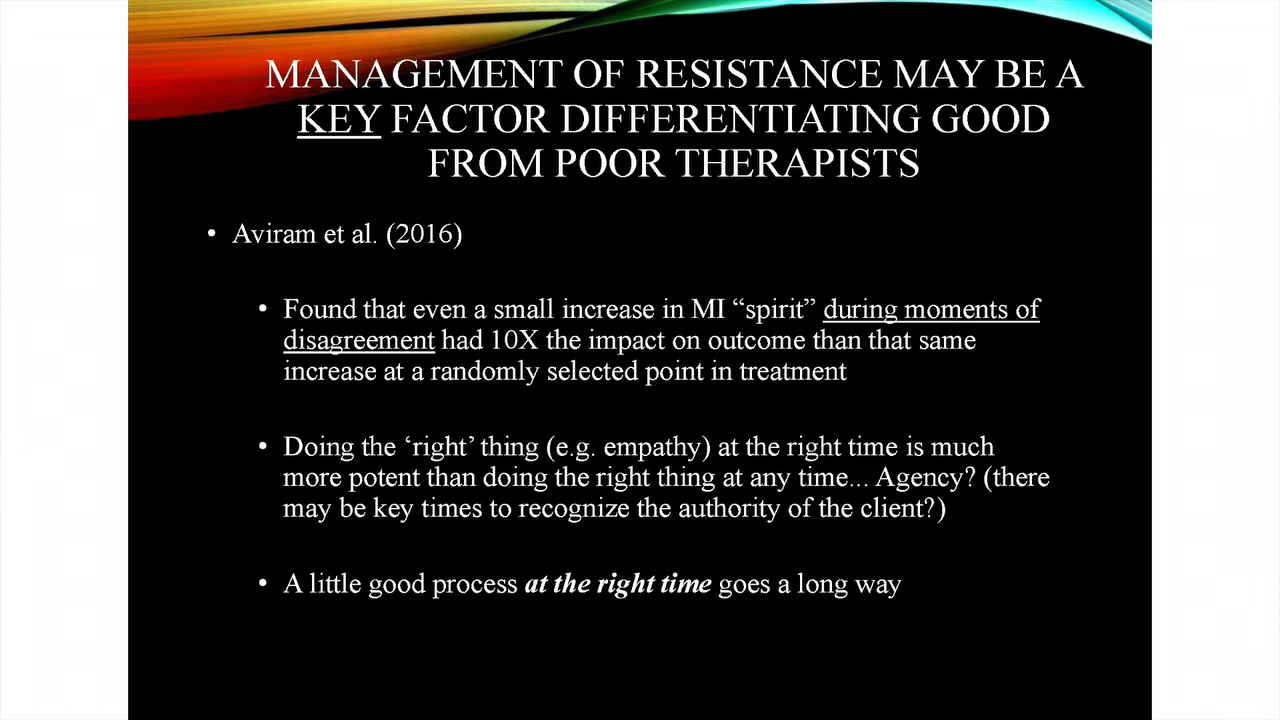 MANAGEMENT OF RESISTANCE MAY BE A
KEY FACTOR DIFFERENTIATING GOOD
FROM POOR THERAPISTS
• Aviram et al. (2016)
• Found that even a small increase in MI “spirit” during moments of
disagreement had 10X the impact on outcome than that same
increase at a randomly selected point in treatment
• Doing the ‘right’ thing (e.g. empathy) at the right time is much
more potent than doing the right thing at any time... Agency? (there
may be key times to recognize the authority of the client?)
• A little good process at the right time goes a long way